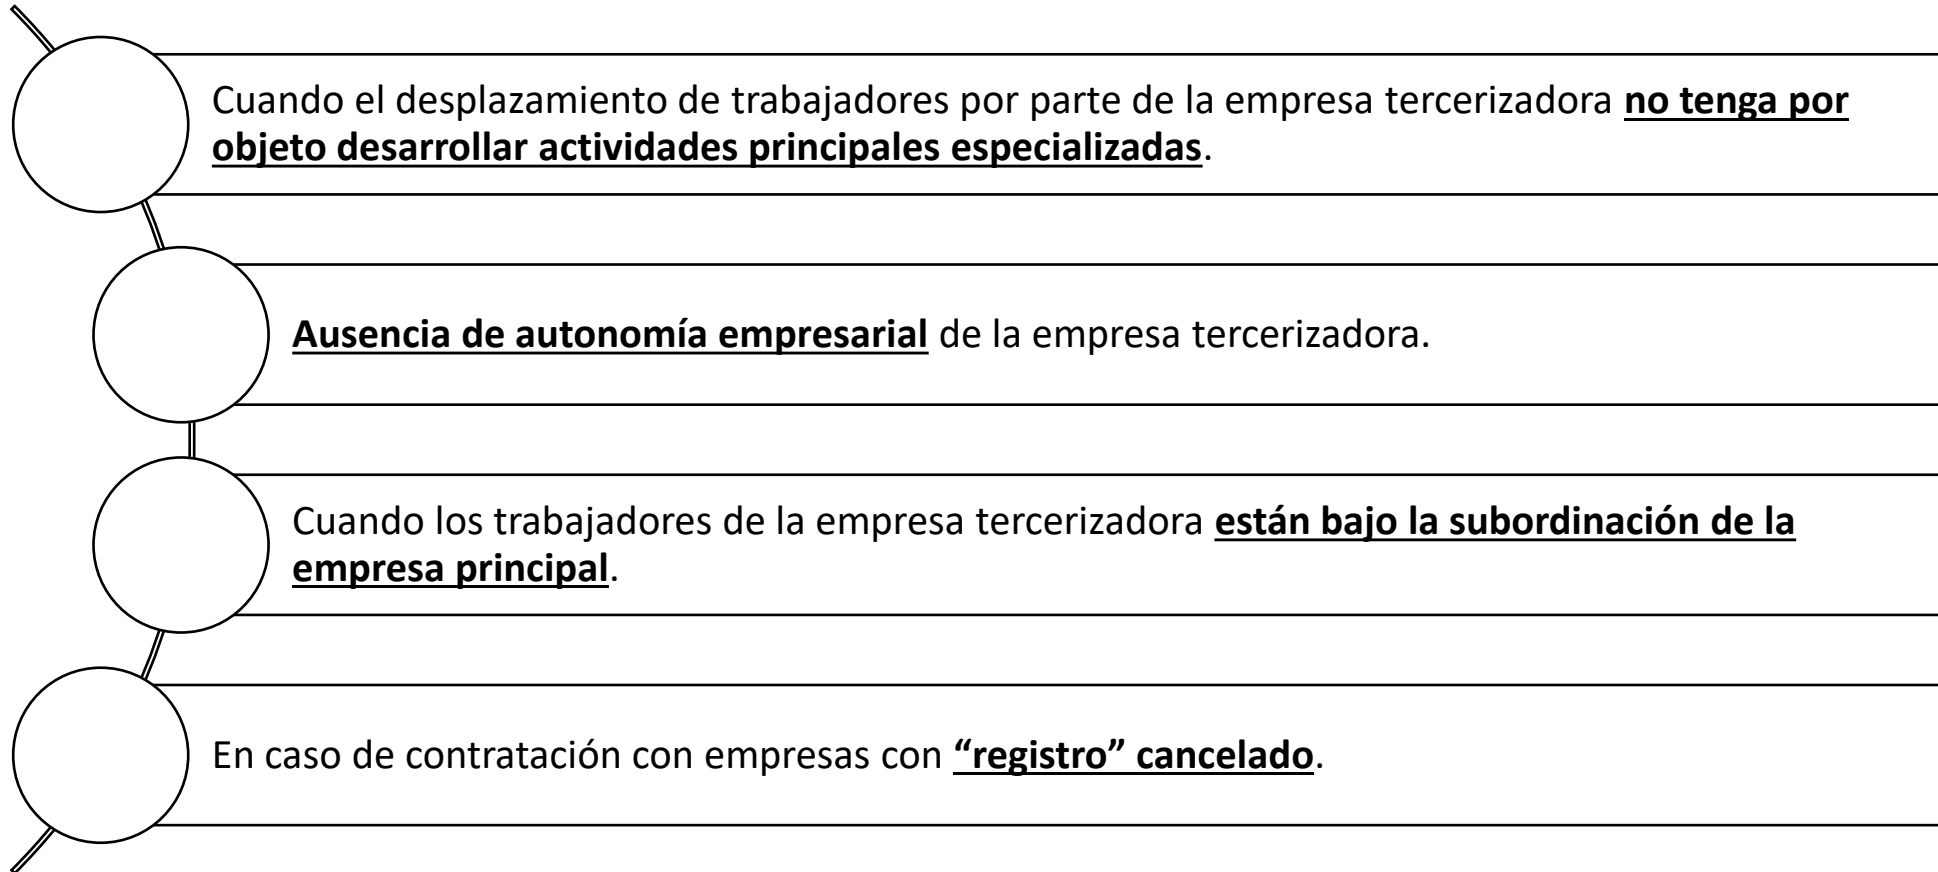 Cuando el desplazamiento de trabajadores por parte de la empresa tercerizadora no tenga por
objeto desarrollar actividades principales especializadas.
Ausencia de autonomía empresarial de la empresa tercerizadora.
Cuando los trabajadores de la empresa tercerizadora están bajo la subordinación de la
empresa principal.
En caso de contratación con empresas con “registro” cancelado.